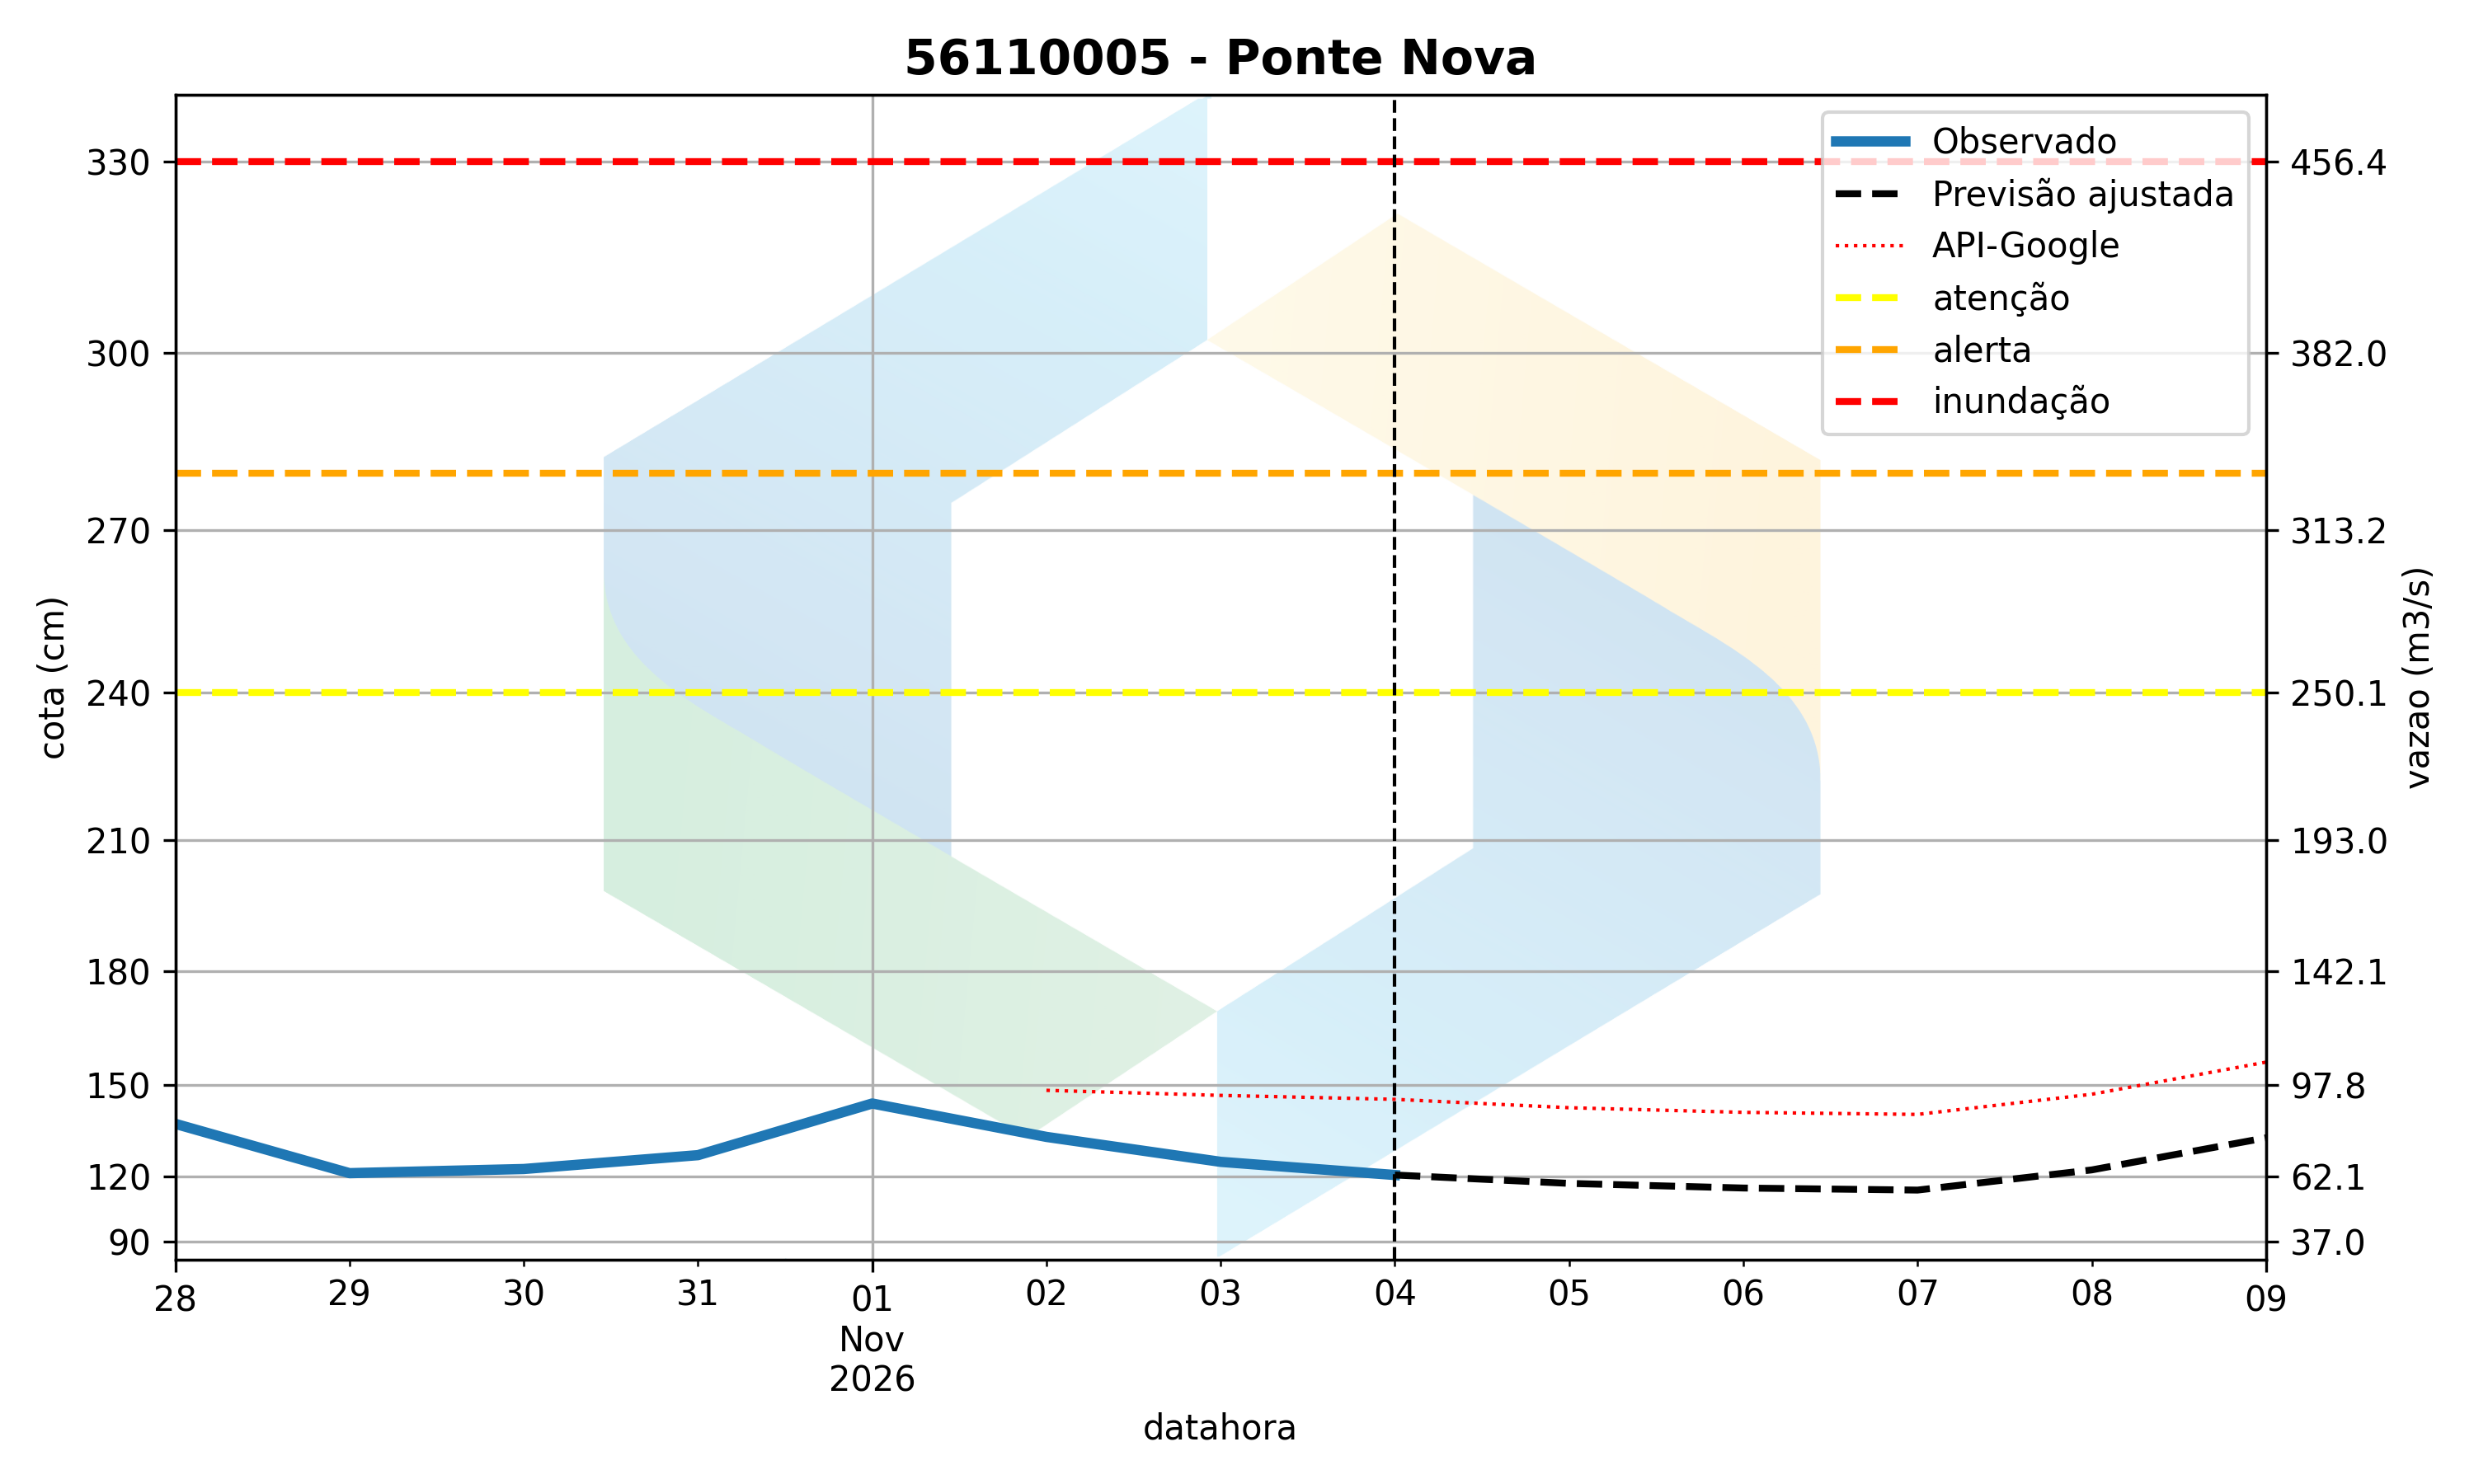 56110005 - Ponte Nova
Observado
Previsão ajustada
API-Google
atenção
alerta
inundação
330
300
270
240
210
180
150
120
90
cota (cm)
456.4
382.0
313.2
250.1
193.0
142.1
97.8
62.1
37.0
vazao (m3/s)
28 29 30 31 01 02 03 04 05 06 07 08 09
Nov
2026
datahora